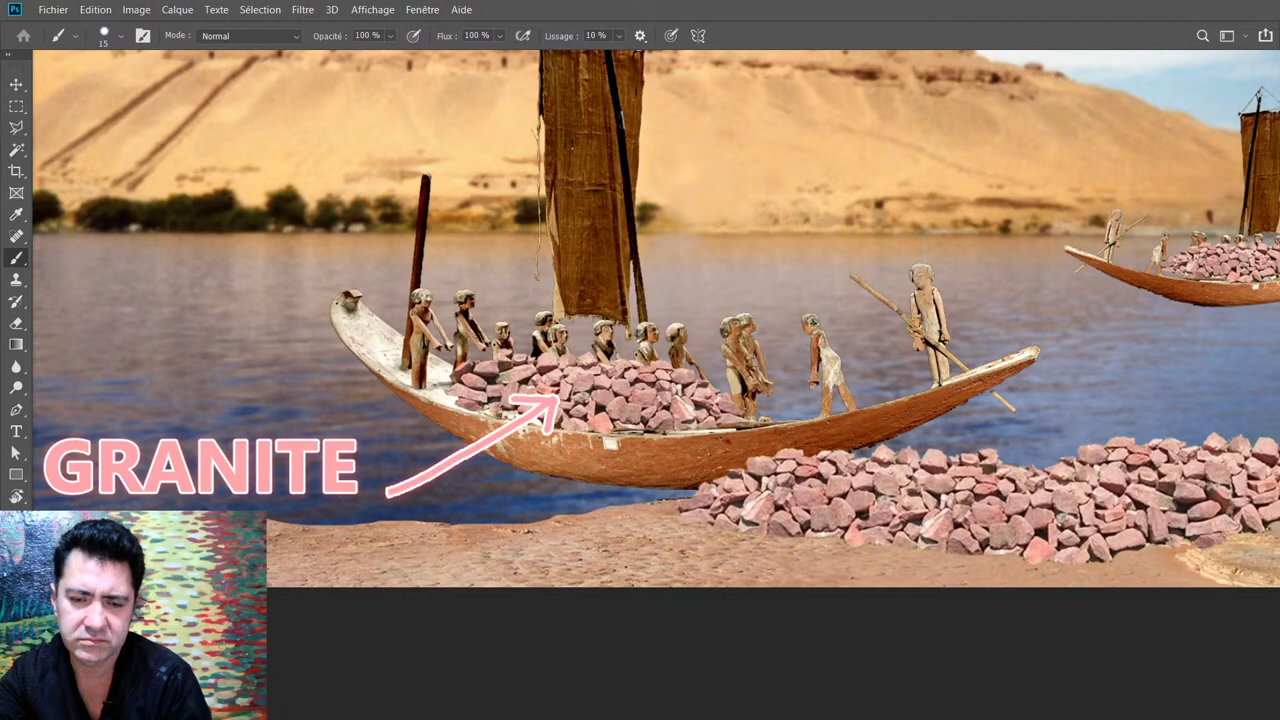 Ps Fichier Edition Image Calque Texte Sélection Filtre 3D Affichage Fenêtre Aide
15 Mode : Normal Opacité : 100 % Flux : 100 % Lissage : 10 %
GRANITE